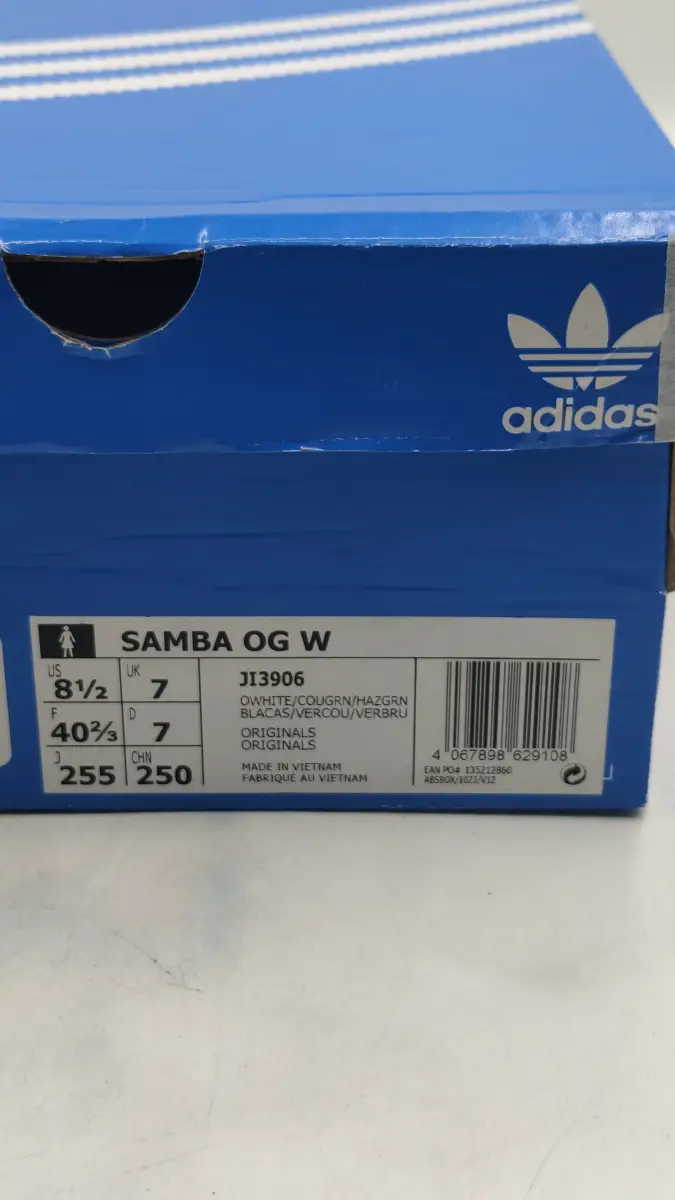 adidas
SAMBA OG W
US
8½
UK
7
F
40⅔
D
7
J
255
CHN
250
JI3906
OWHITE/COUGRN/HAZGRN
BLACAS/VERCOU/VERBRU
ORIGINALS
ORIGINALS
MADE IN VIETNAM
FABRIQUÉ AU VIETNAM
4 067898 629108
EAN PO# 135212860
ABSBOX/1023/V12